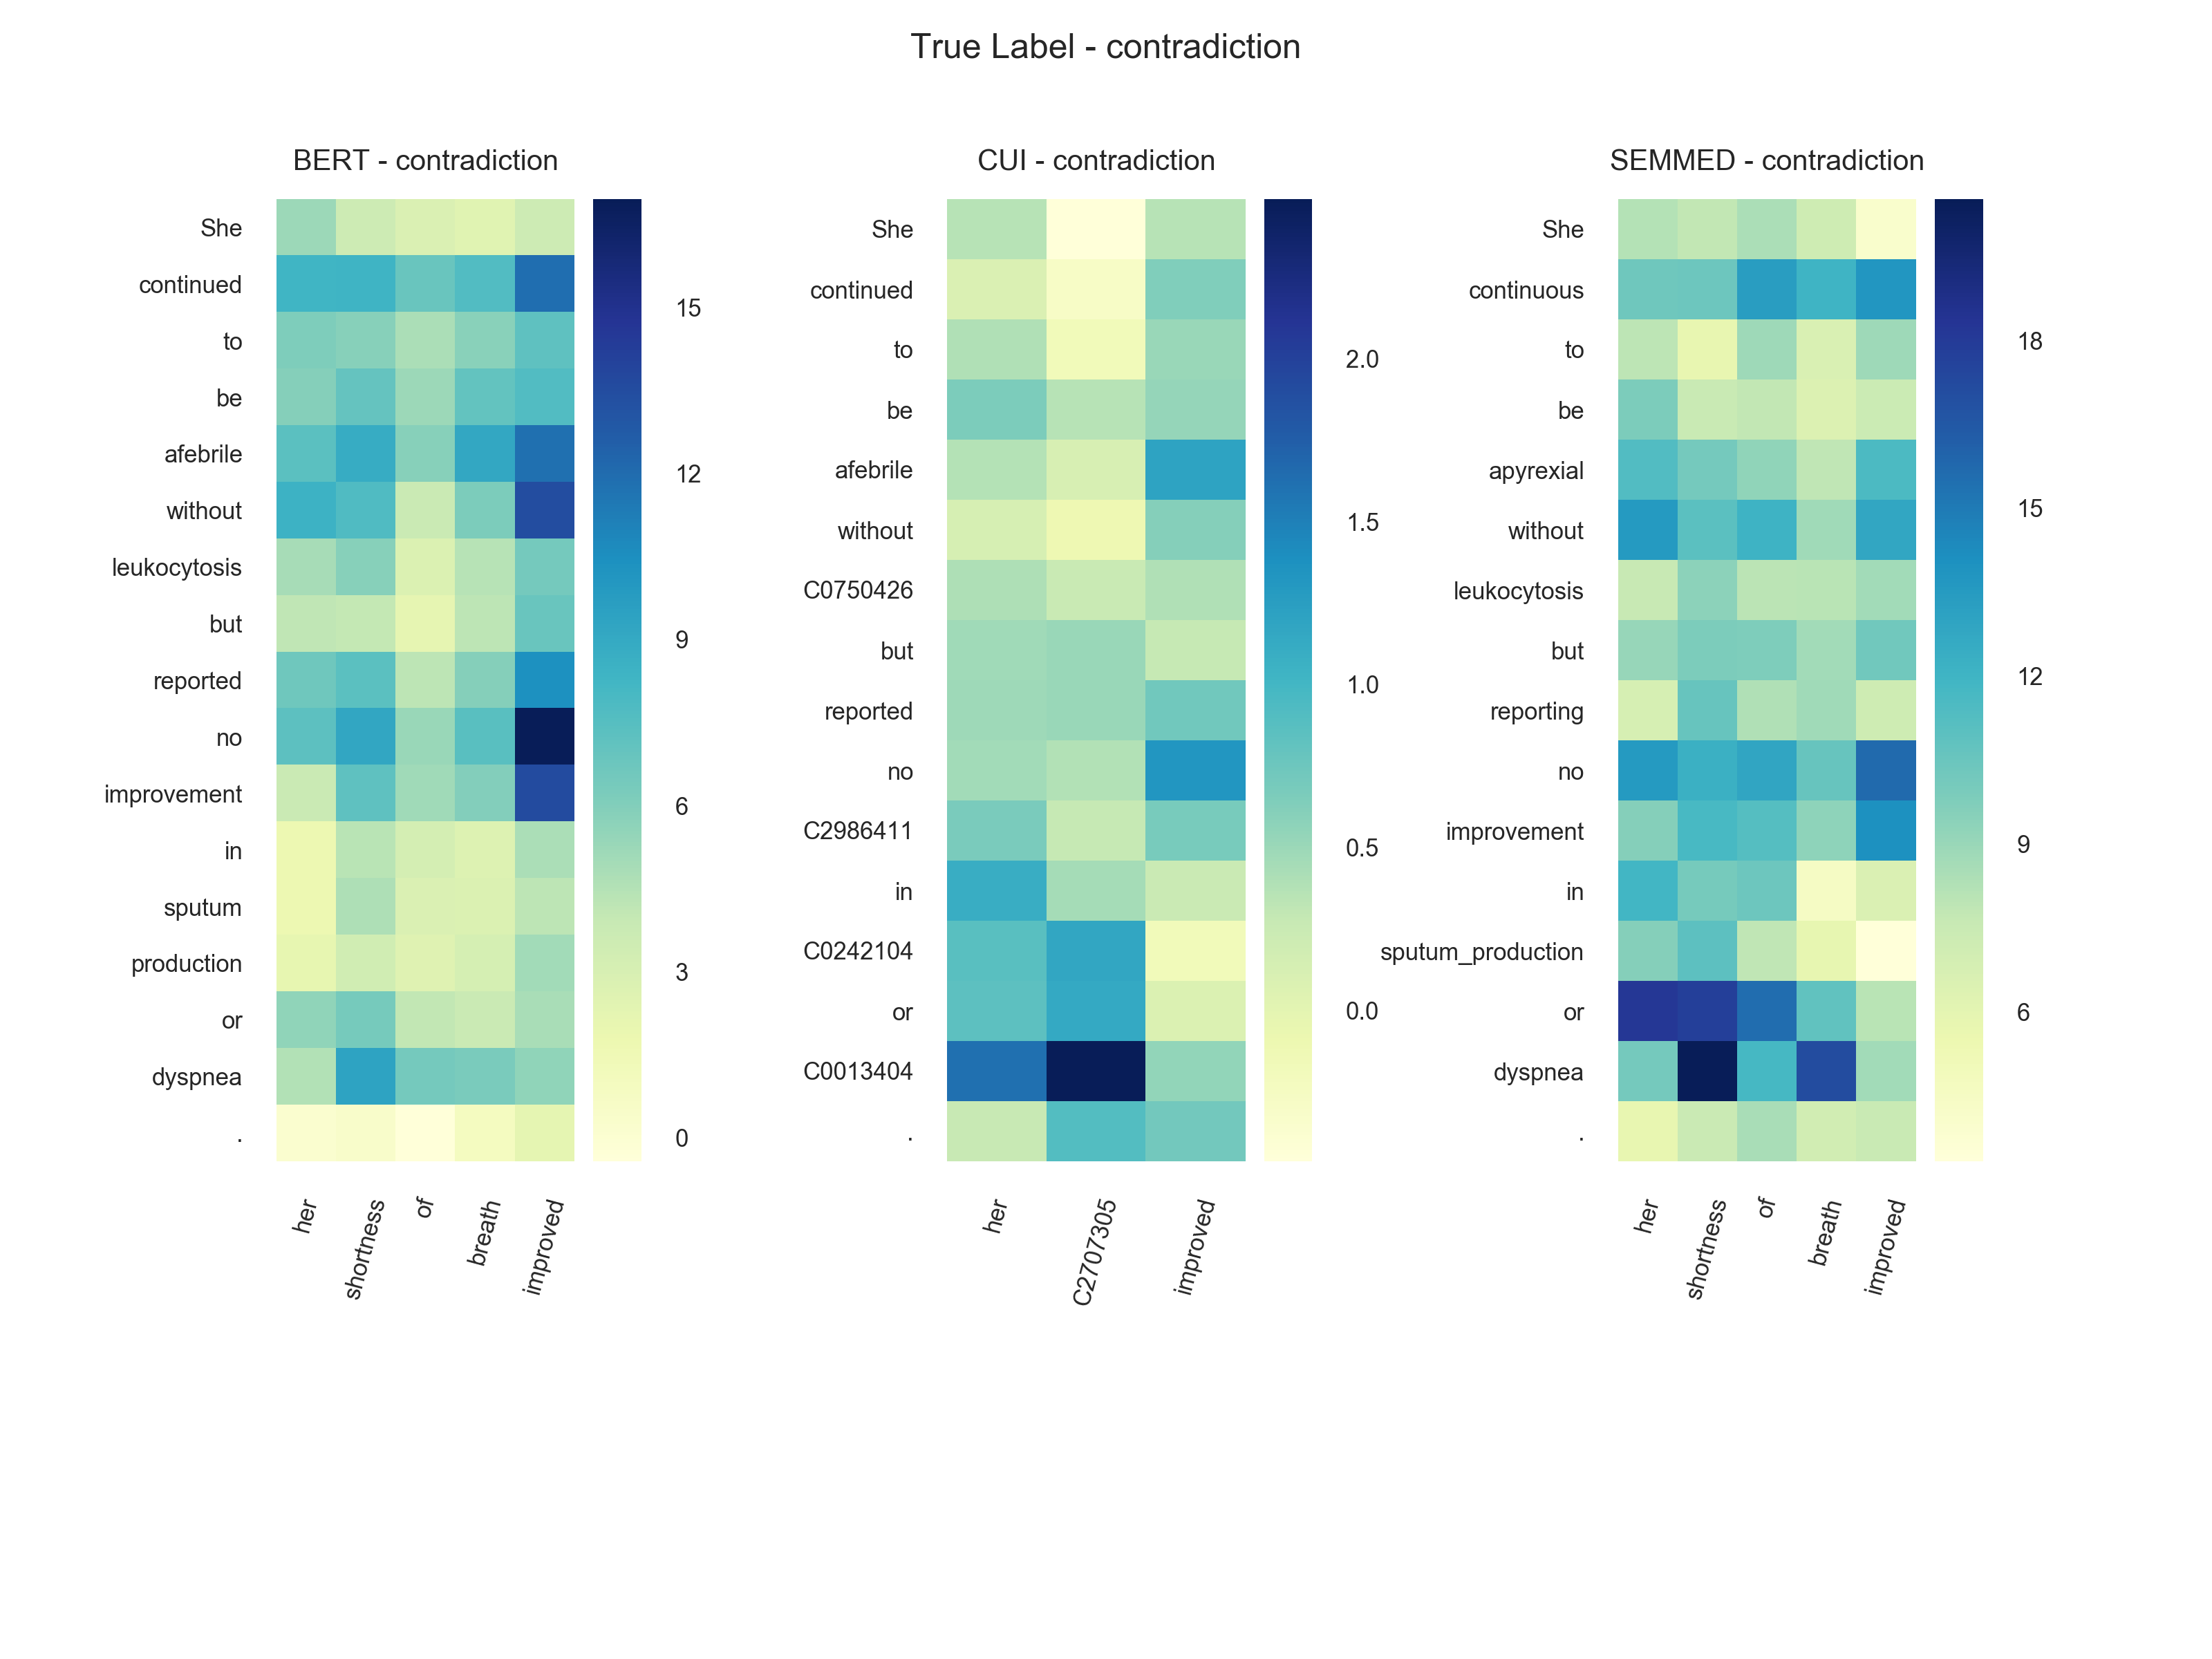 True Label - contradiction
BERT - contradiction
She
continued
to
be
afebrile
without
leukocytosis
but
reported
no
improvement
in
sputum
production
or
dyspnea
.
her
shortness
of
breath
improved
15
12
9
6
3
0
CUI - contradiction
She
continued
to
be
afebrile
without
C0750426
but
reported
no
C2986411
in
C0242104
or
C0013404
.
her
C2707305
improved
2.0
1.5
1.0
0.5
0.0
SEMMED - contradiction
She
continuous
to
be
apyrexial
without
leukocytosis
but
reporting
no
improvement
in
sputum_production
or
dyspnea
.
her
shortness
of
breath
improved
18
15
12
9
6